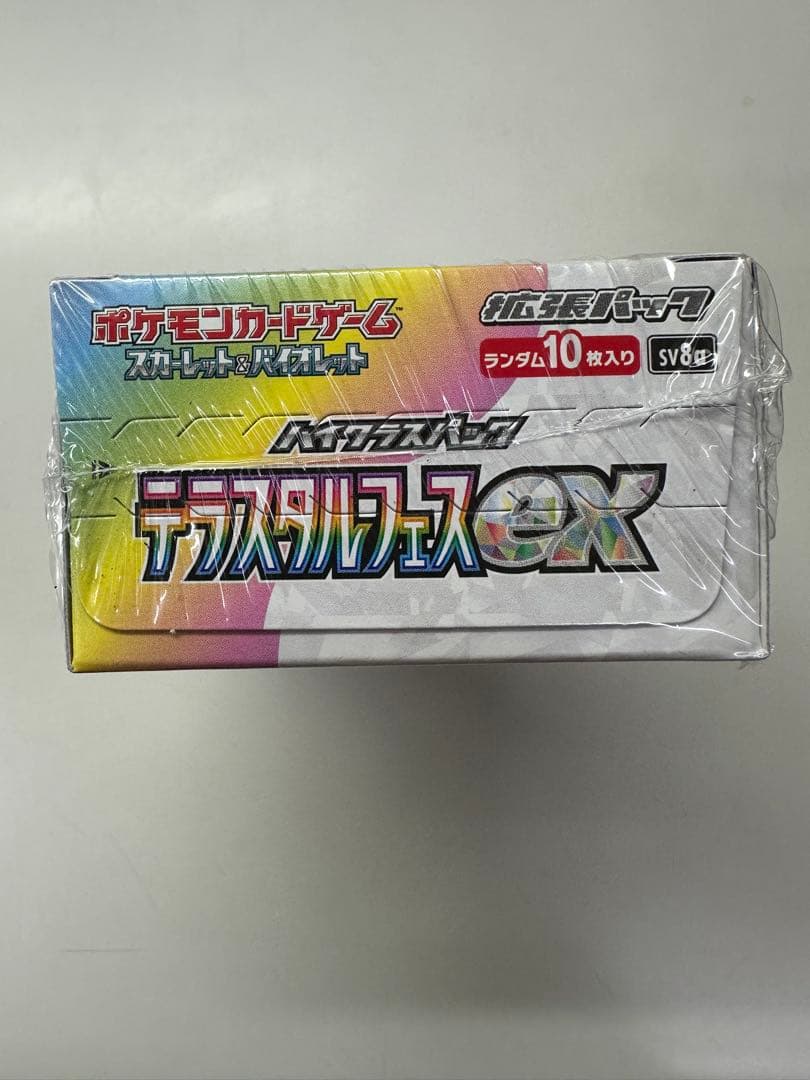 ポケモンカードゲーム™
スカーレット&バイオレット
拡張パック
ランダム10枚入り SV8a
ハイクラスパック
テラスタルフェスex